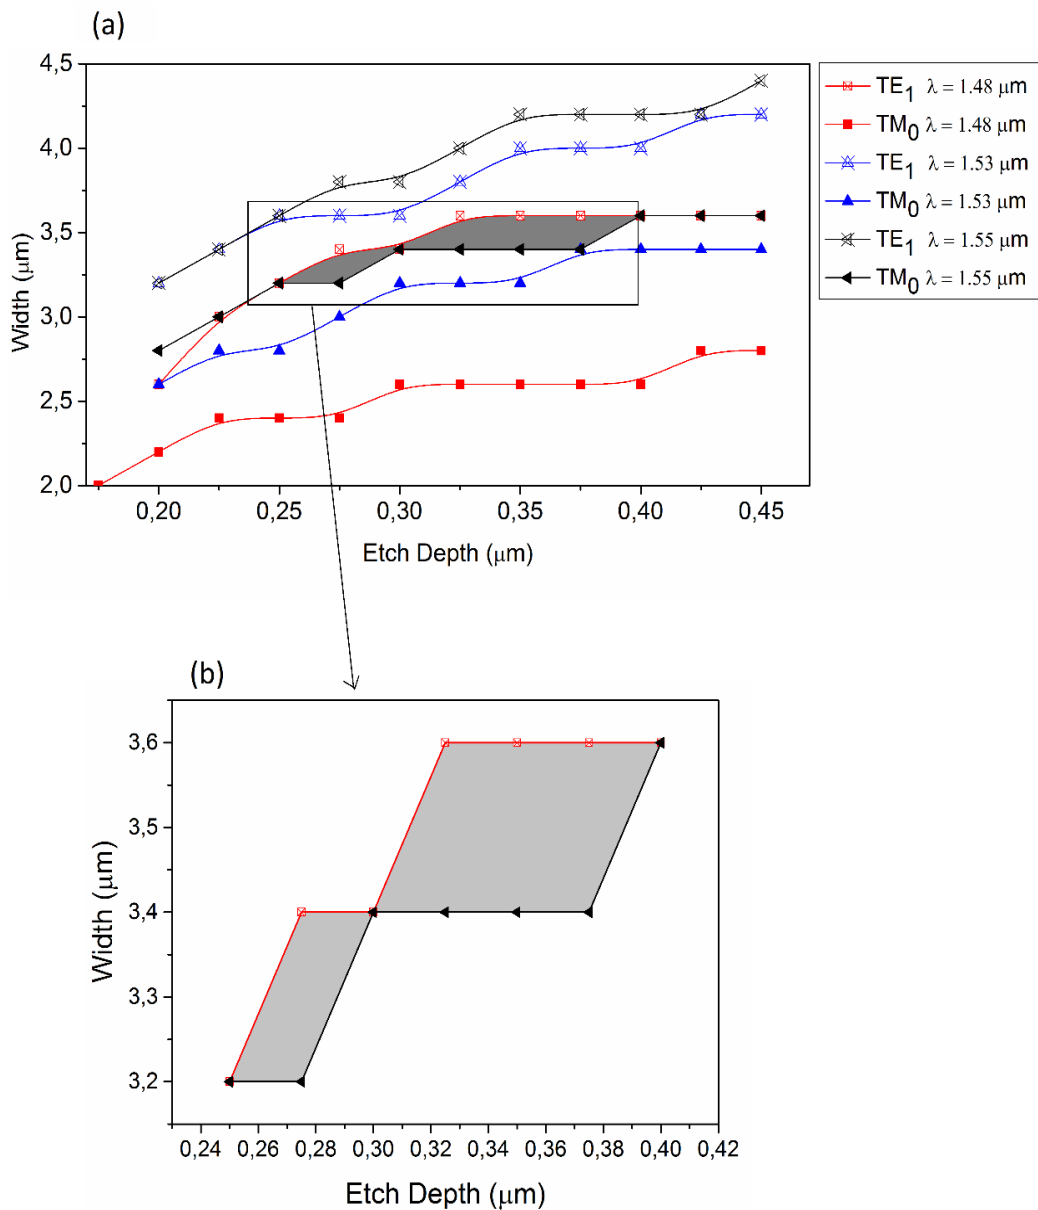 (a)
4,5
4,0
3,5
3,0
2,5
2,0
Width (μm)
0,20 0,25 0,30 0,35 0,40 0,45
Etch Depth (μm)
TE1 λ = 1.48 μm
TM0 λ = 1.48 μm
TE1 λ = 1.53 μm
TM0 λ = 1.53 μm
TE1 λ = 1.55 μm
TM0 λ = 1.55 μm
(b)
3,6
3,5
3,4
3,3
3,2
Width (μm)
0,24 0,26 0,28 0,30 0,32 0,34 0,36 0,38 0,40 0,42
Etch Depth (μm)